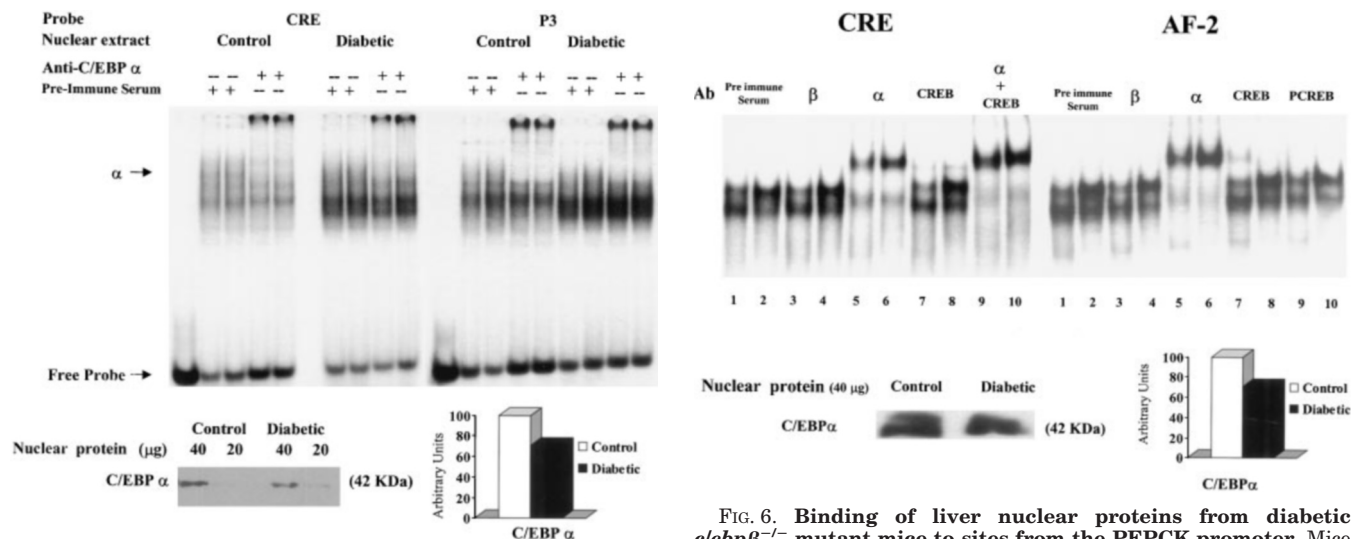 Probe CRE P3
Nuclear extract Control Diabetic Control Diabetic
Anti-C/EBP α -- -- + + -- -- + + -- -- + + -- -- + +
Pre-Immune Serum + + -- -- + + -- -- + + -- -- + + -- --
α →
Free Probe →
Control Diabetic
Nuclear protein (μg) 40 20 40 20
C/EBP α (42 KDa)
Arbitrary Units
100
80
60
40
20
0
Control
Diabetic
C/EBP α
CRE AF-2
Ab Pre immune Serum β α CREB α + CREB Pre immune Serum β α CREB PCREB
1 2 3 4 5 6 7 8 9 10 1 2 3 4 5 6 7 8 9 10
Nuclear protein (40 μg) Control Diabetic
C/EBPα (42 KDa)
Arbitrary Units
100
80
60
40
20
0
Control
Diabetic
C/EBPα
FIG. 6. Binding of liver nuclear proteins from diabetic
c/ebpβ−/− mutant mice to sites from the PEPCK promoter. Mice